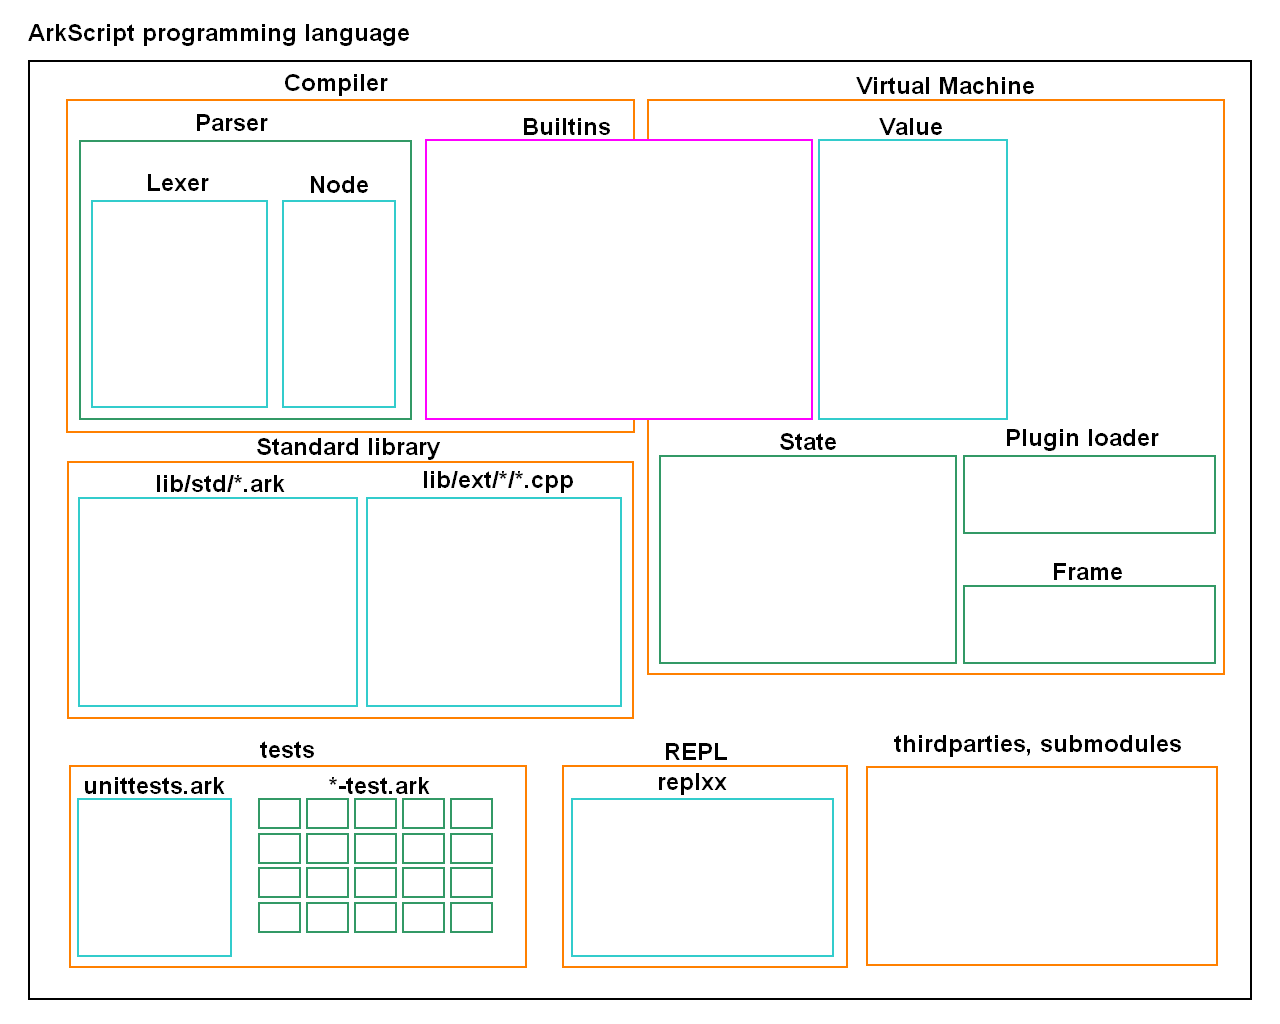 ArkScript programming language
Compiler
Virtual Machine
Parser
Builtins
Value
Lexer
Node
Standard library
State
Plugin loader
lib/std/*.ark
lib/ext/*/*.cpp
Frame
tests
REPL
thirdparties, submodules
unittests.ark
*-test.ark
replxx